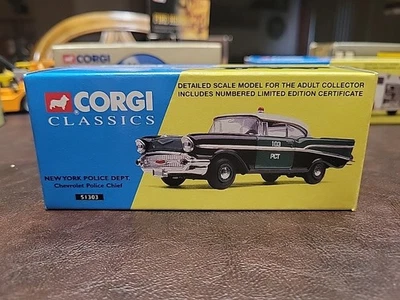 CORGI
CLASSICS
DETAILED SCALE MODEL FOR THE ADULT COLLECTOR
INCLUDES NUMBERED LIMITED EDITION CERTIFICATE
103
PCT
NEW YORK POLICE DEPT.
Chevrolet Police Chief
51303